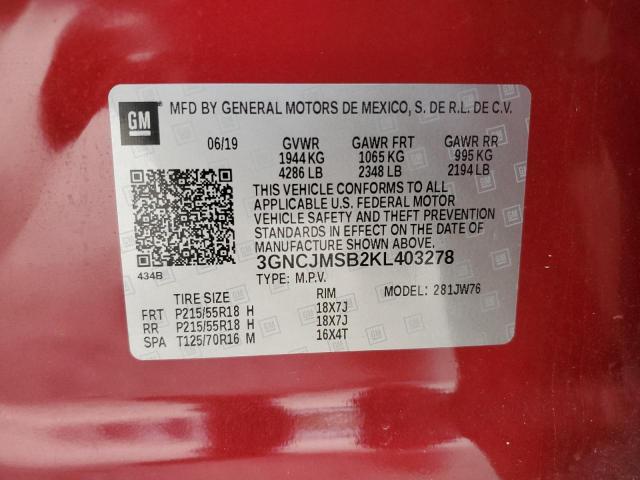 GM
MFD BY GENERAL MOTORS DE MEXICO, S. DE R.L. DE C.V.
06/19 GVWR GAWR FRT GAWR RR
1944 KG 1065 KG 995 KG
4286 LB 2348 LB 2194 LB
THIS VEHICLE CONFORMS TO ALL
APPLICABLE U.S. FEDERAL MOTOR
VEHICLE SAFETY AND THEFT PREVENTION
STANDARDS IN EFFECT ON THE DATE OF
MANUFACTURE SHOWN ABOVE.
3GNCJMSB2KL403278
434B TYPE: M.P.V.
MODEL: 281JW76
TIRE SIZE RIM
FRT P215/55R18 H 18X7J
RR P215/55R18 H 18X7J
SPA T125/70R16 M 16X4T